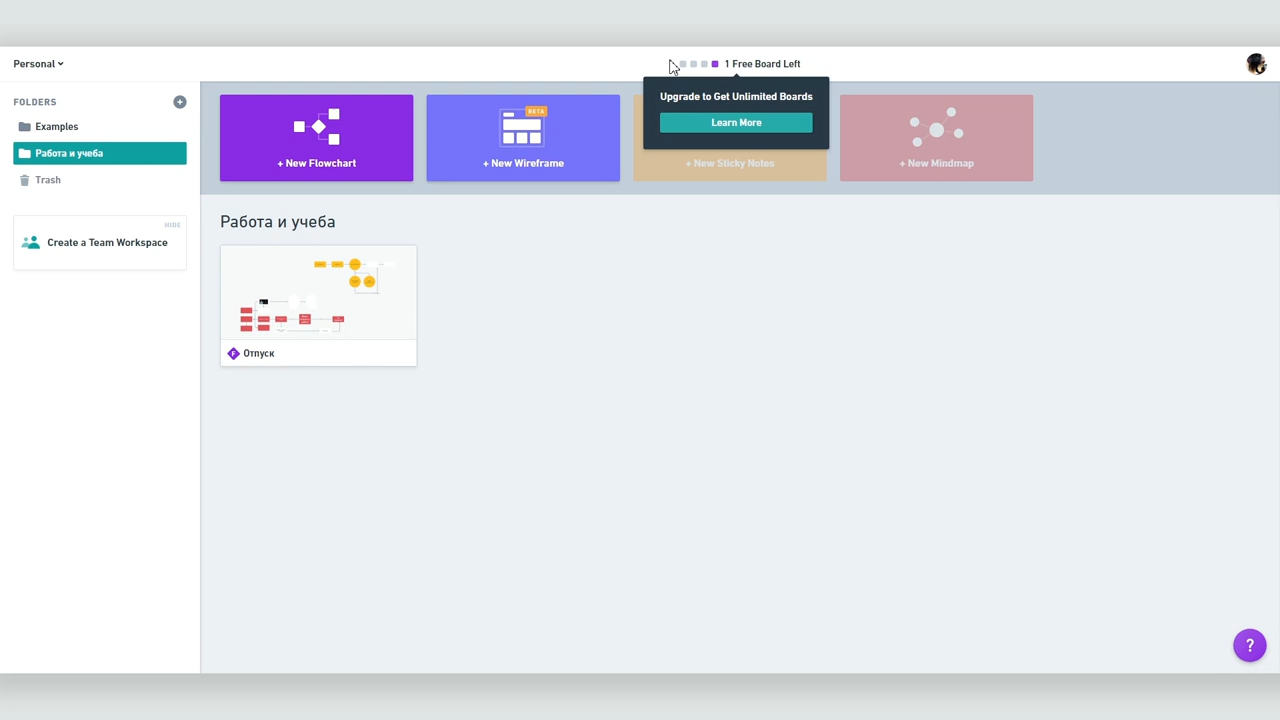 Personal
1 Free Board Left
Upgrade to Get Unlimited Boards
Learn More
FOLDERS
Examples
Работа и учеба
Trash
HIDE
Create a Team Workspace
+ New Flowchart
BETA
+ New Wireframe
+ New Sticky Notes
+ New Mindmap
Работа и учеба
F
Отпуск
?